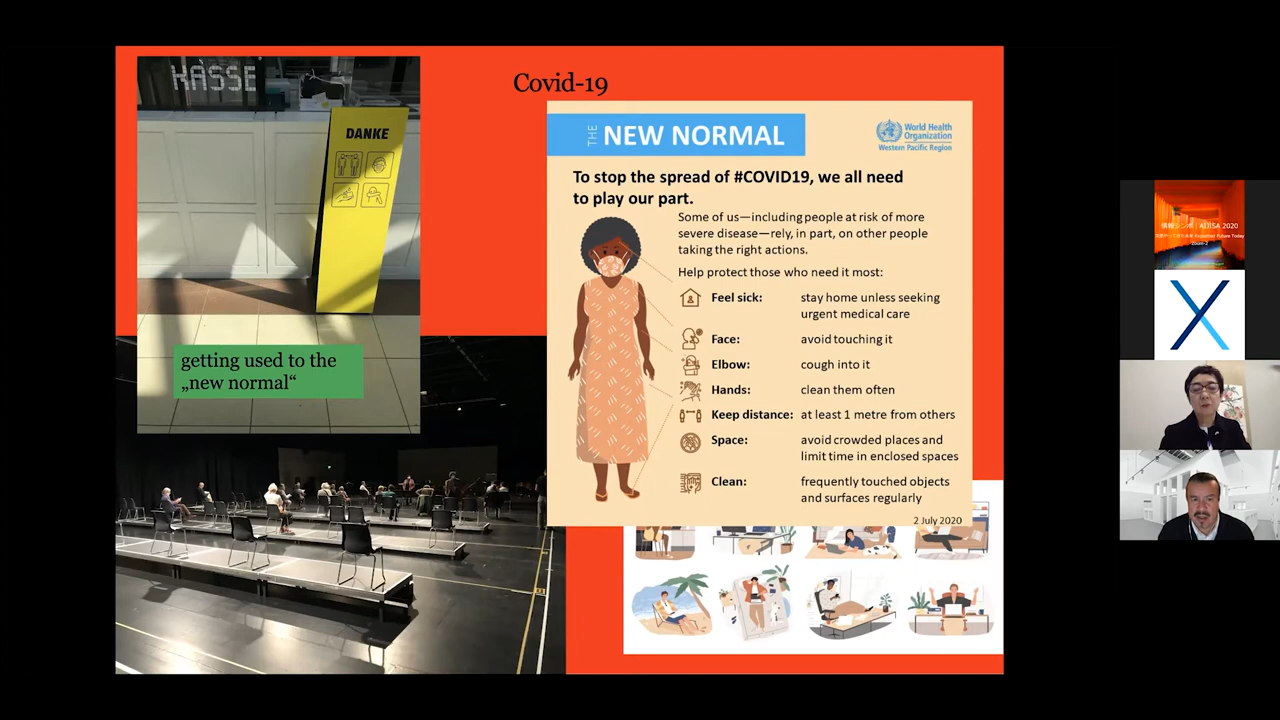 KASSE
DANKE
getting used to the
„new normal“
Covid-19
THE NEW NORMAL
World Health
Organization
Western Pacific Region
To stop the spread of #COVID19, we all need
to play our part.
Some of us—including people at risk of more
severe disease—rely, in part, on other people
taking the right actions.
Help protect those who need it most:
Feel sick: stay home unless seeking
urgent medical care
Face: avoid touching it
Elbow: cough into it
Hands: clean them often
Keep distance: at least 1 metre from others
Space: avoid crowded places and
limit time in enclosed spaces
Clean: frequently touched objects
and surfaces regularly
2 July 2020
AIJISA 2020
Future Today
Zoom-2